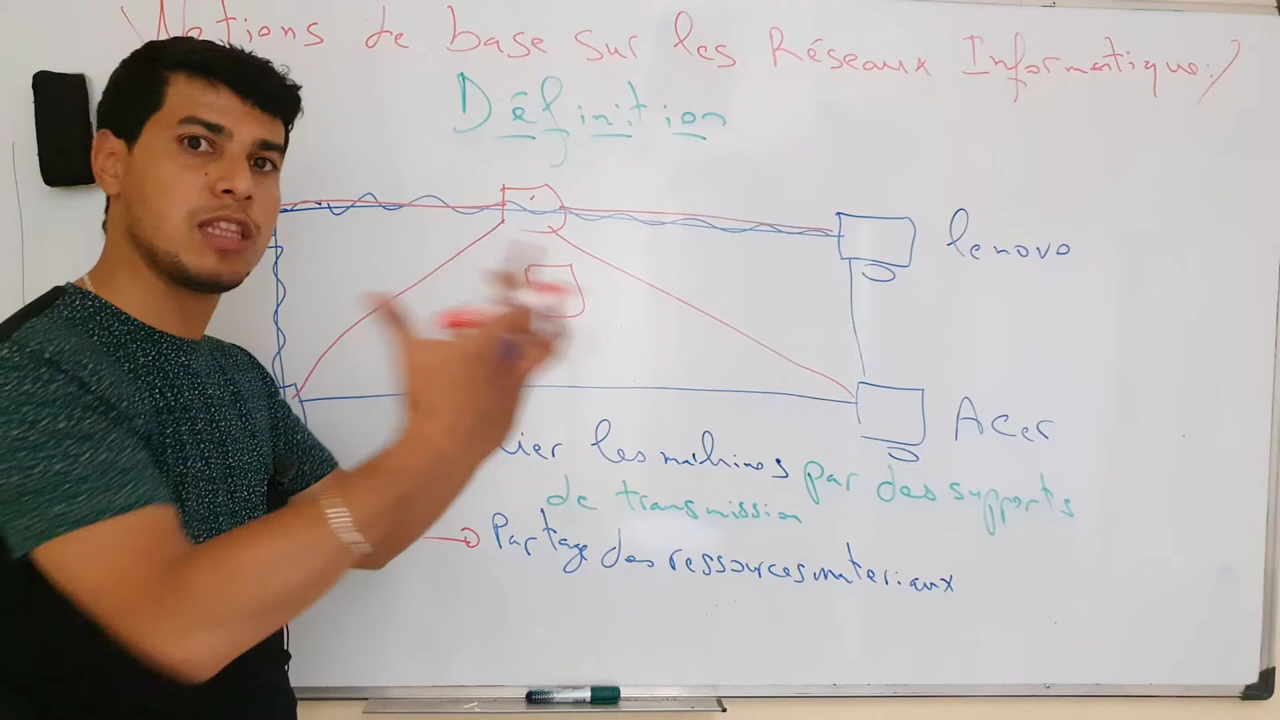 Notions de base sur les Réseaux Informatique:/
Définition
lenovo
Acer
les machines par des supports
de transmission
Partage des ressources materiaux